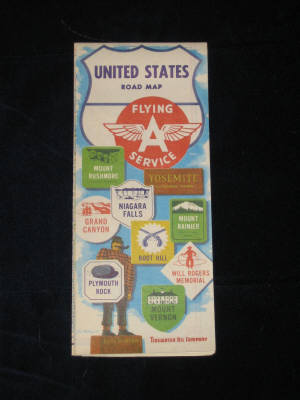 UNITED STATES
ROAD MAP
FLYING
A
SERVICE
MOUNT
RUSHMORE
YOSEMITE
NIAGARA
FALLS
GRAND
CANYON
MOUNT
RAINIER
BOOT HILL
WILL ROGERS
MEMORIAL
PLYMOUTH
ROCK
MOUNT
VERNON
TIDEWATER OIL COMPANY